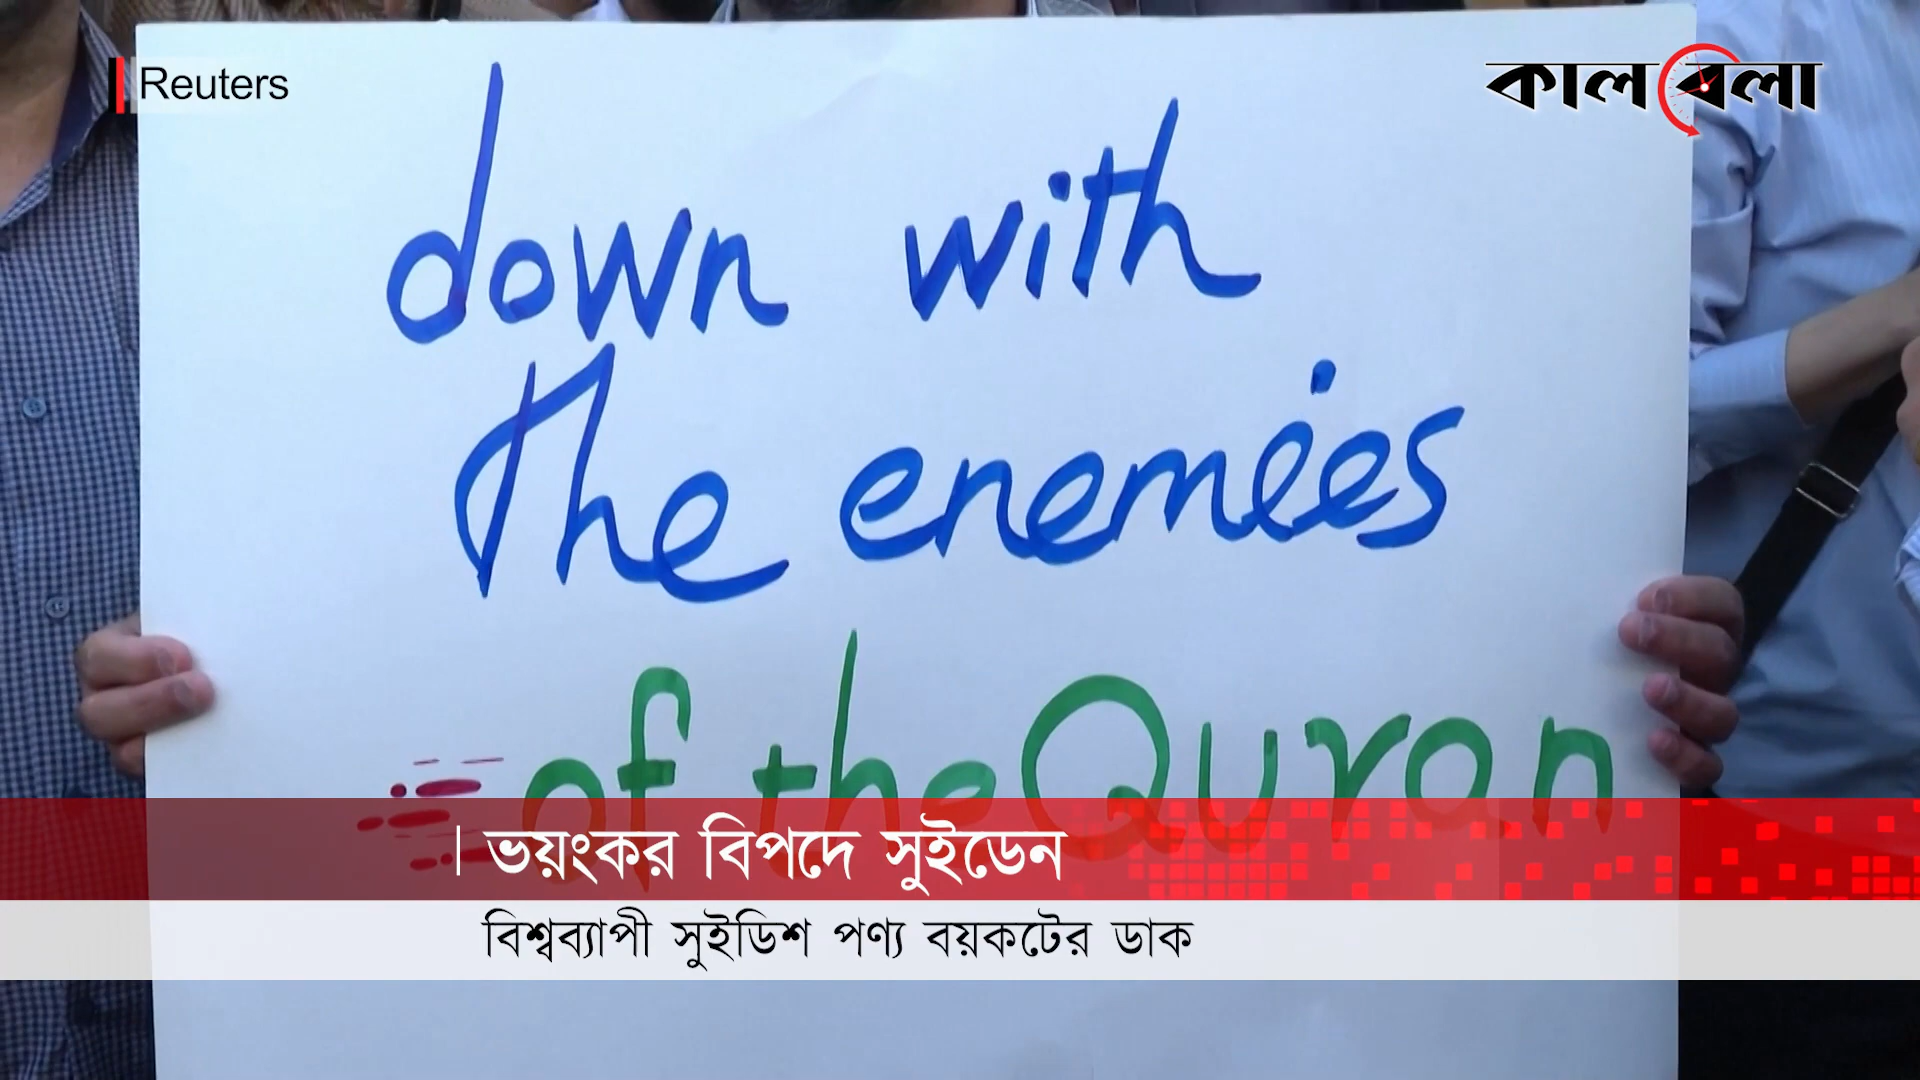 Reuters
কালবেলা
down with
The enemies
of the Quran
ভয়ংকর বিপদে সুইডেন
বিশ্বব্যাপী সুইডিশ পণ্য বয়কটের ডাক